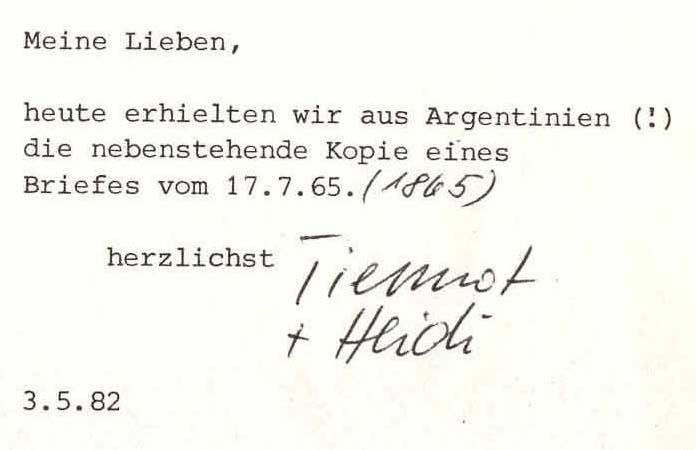 Meine Lieben,
heute erhielten wir aus Argentinien (!)
die nebenstehende Kopie eines
Briefes vom 17.7.65. (1865)
herzlichst Tiemnot
+ Heidi
3.5.82